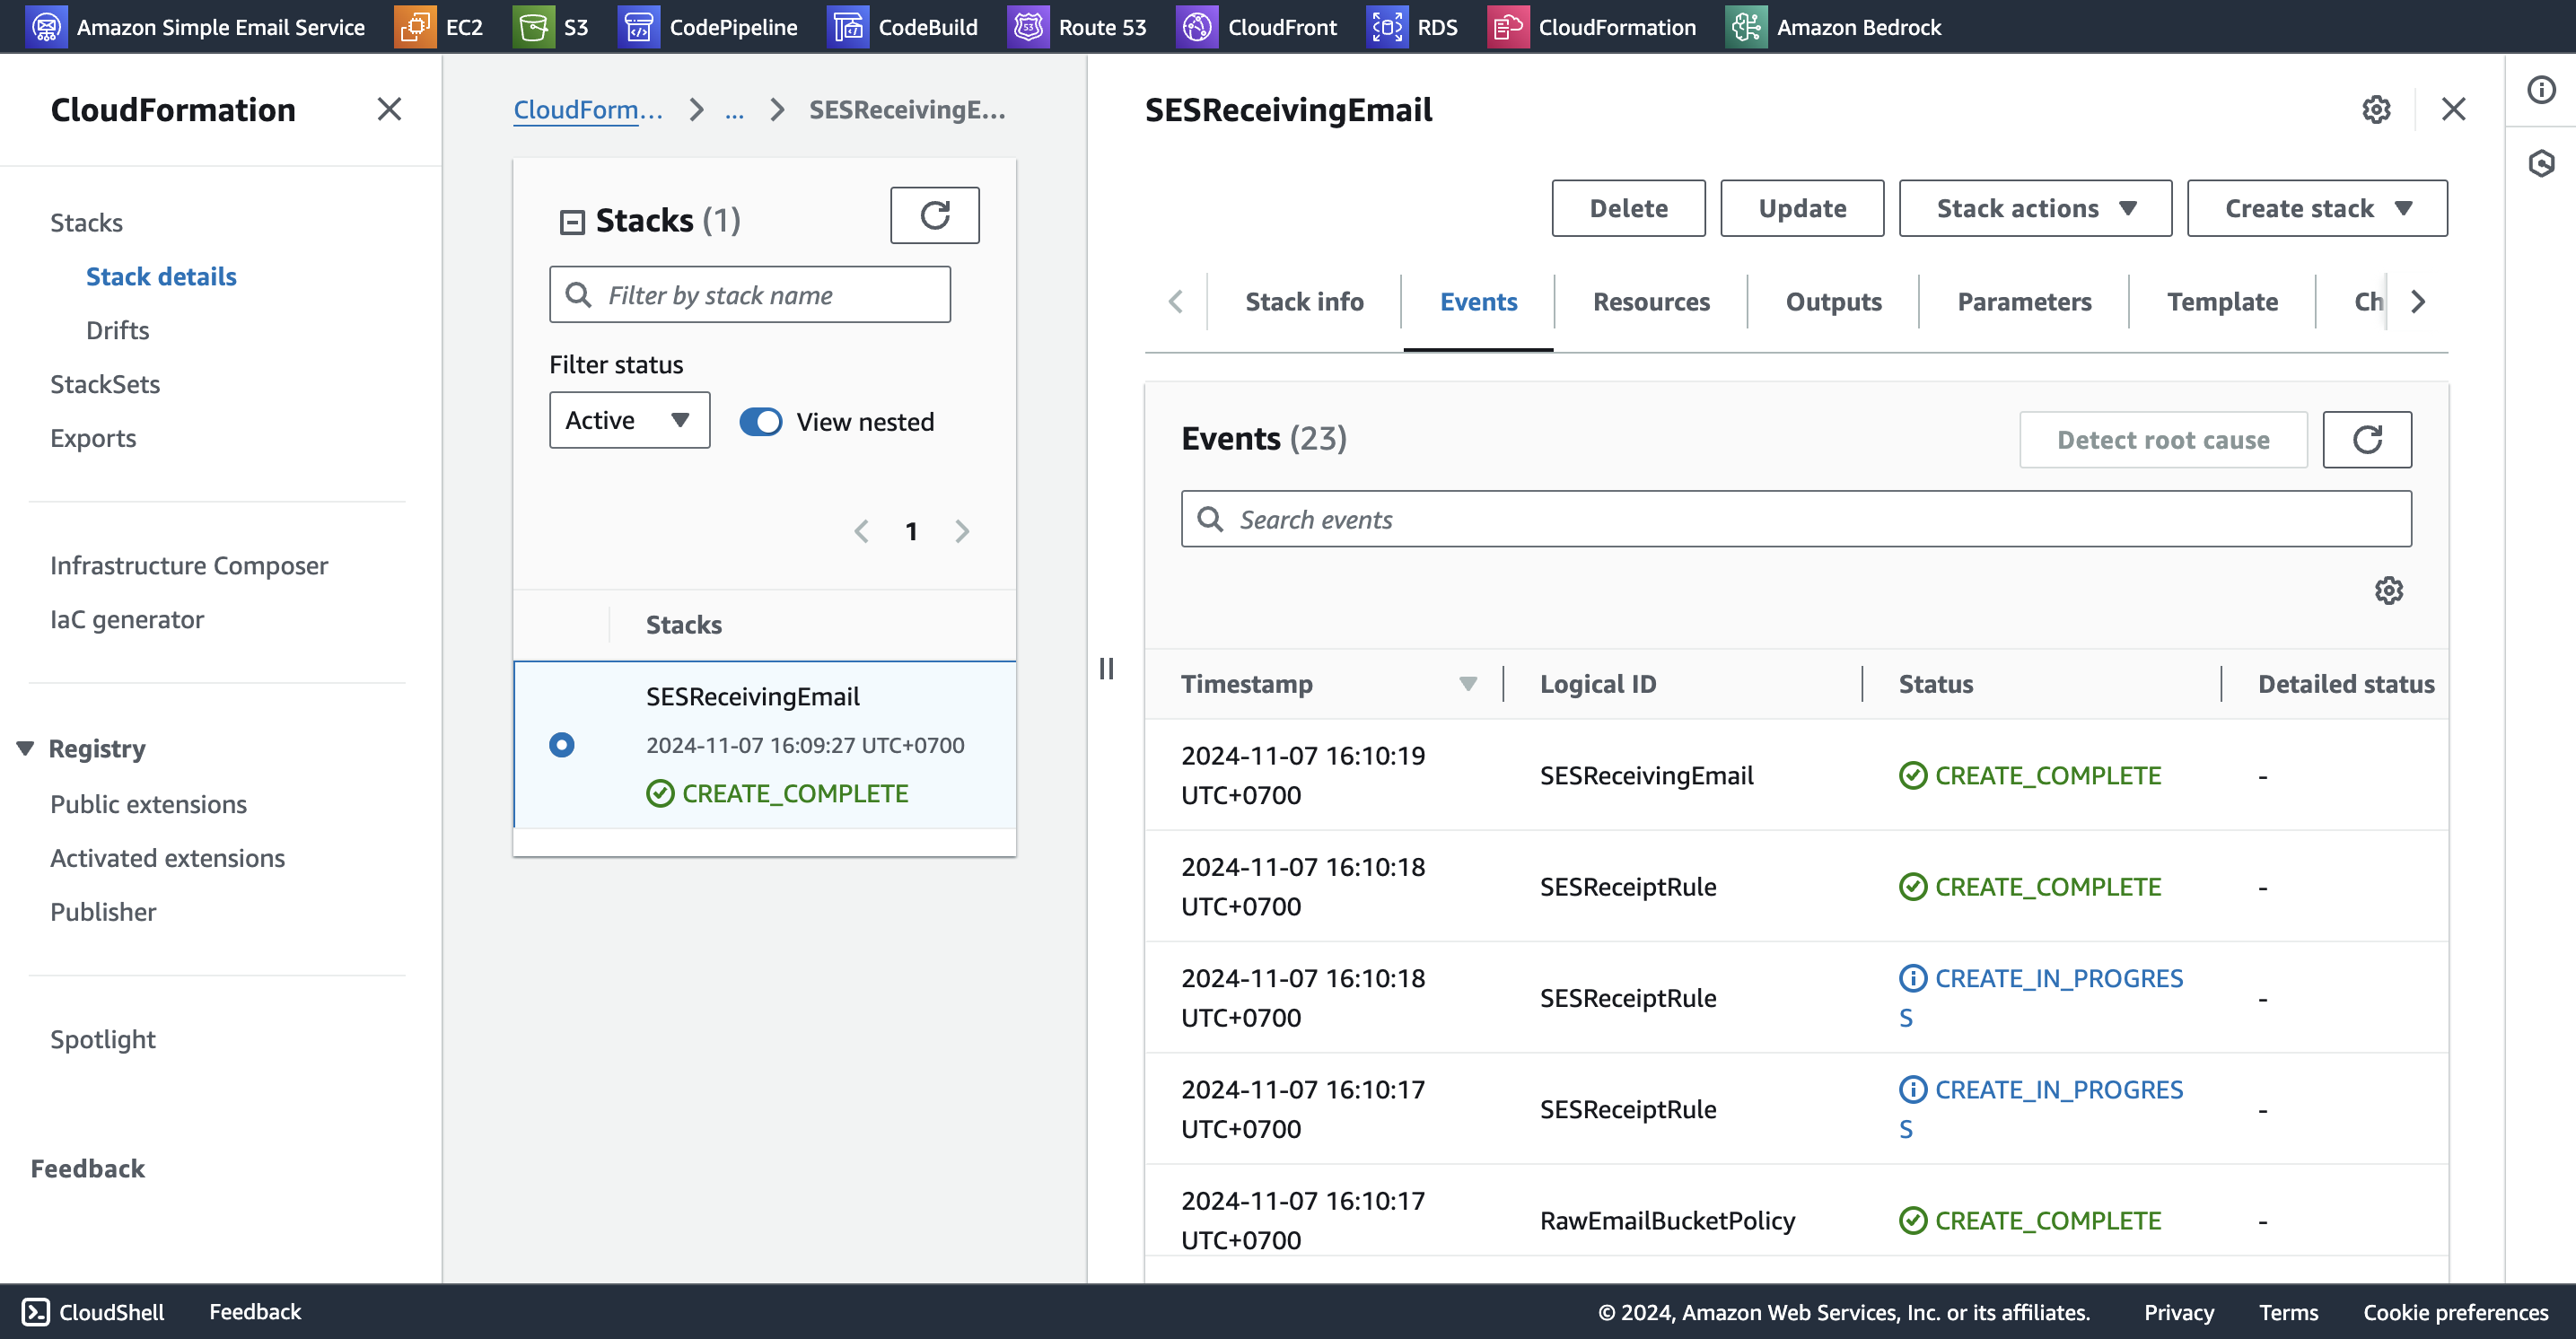 Amazon Simple Email Service EC2 S3 CodePipeline CodeBuild Route 53 CloudFront RDS CloudFormation Amazon Bedrock
CloudFormation
Stacks
Stack details
Drifts
StackSets
Exports
Infrastructure Composer
IaC generator
Registry
Public extensions
Activated extensions
Publisher
Spotlight
Feedback
CloudForm... ... SESReceivingE...
Stacks (1)
Filter by stack name
Filter status
Active View nested
1
Stacks
SESReceivingEmail
2024-11-07 16:09:27 UTC+0700
CREATE_COMPLETE
SESReceivingEmail
Delete Update Stack actions Create stack
Stack info Events Resources Outputs Parameters Template Ch
Events (23)
Detect root cause
Search events
Timestamp Logical ID Status Detailed status
2024-11-07 16:10:19
UTC+0700
SESReceivingEmail
CREATE_COMPLETE
-
2024-11-07 16:10:18
UTC+0700
SESReceiptRule
CREATE_COMPLETE
-
2024-11-07 16:10:18
UTC+0700
SESReceiptRule
CREATE_IN_PROGRES
S
-
2024-11-07 16:10:17
UTC+0700
SESReceiptRule
CREATE_IN_PROGRES
S
-
2024-11-07 16:10:17
UTC+0700
RawEmailBucketPolicy
CREATE_COMPLETE
-
CloudShell Feedback © 2024, Amazon Web Services, Inc. or its affiliates. Privacy Terms Cookie preferences